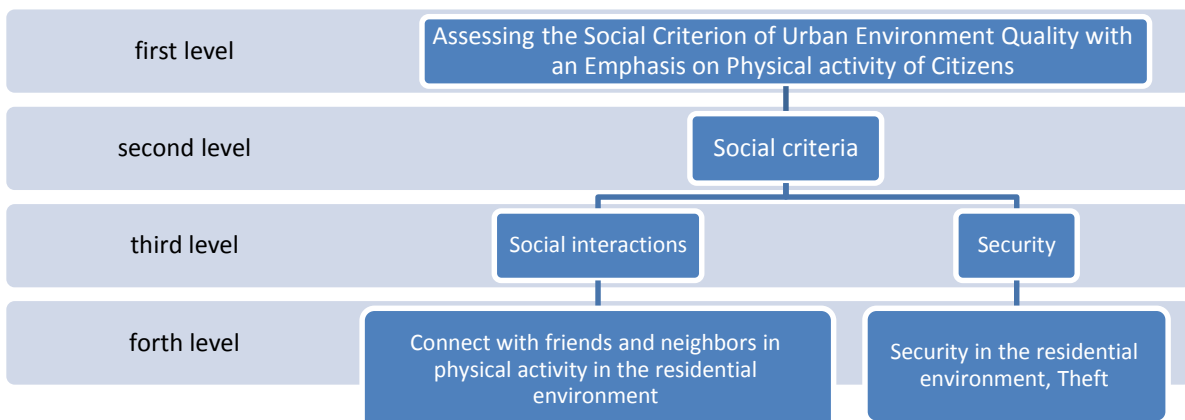 first level
Assessing the Social Criterion of Urban Environment Quality with
an Emphasis on Physical activity of Citizens
second level
Social criteria
third level
Social interactions
Security
forth level
Connect with friends and neighbors in
physical activity in the residential
environment
Security in the residential
environment, Theft